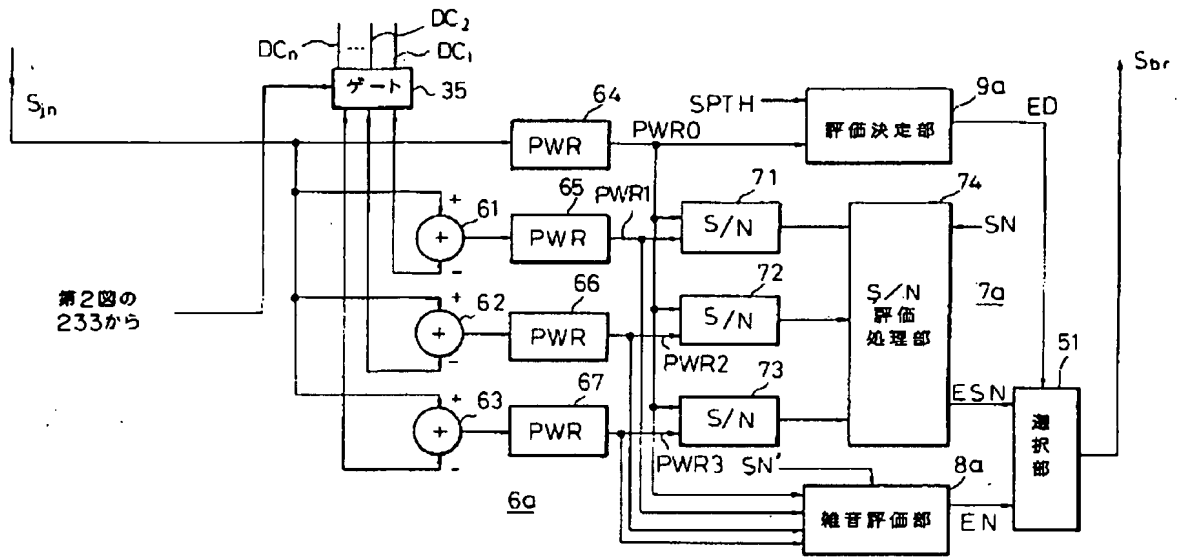 DCn
...
DC2
DC1
ゲート
35
Sin
64
PWR
PWR0
SPTH
9a
評価決定部
ED
Sbr
+
61
+
-
65
PWR
PWR1
71
S/N
74
SN
第2図の
233から
+
62
+
-
66
PWR
PWR2
72
S/N
S/N
評価
処理部
7a
51
+
63
+
-
67
PWR
PWR3
73
S/N
ESN
選択部
6a
SN'
8a
雑音評価部
EN